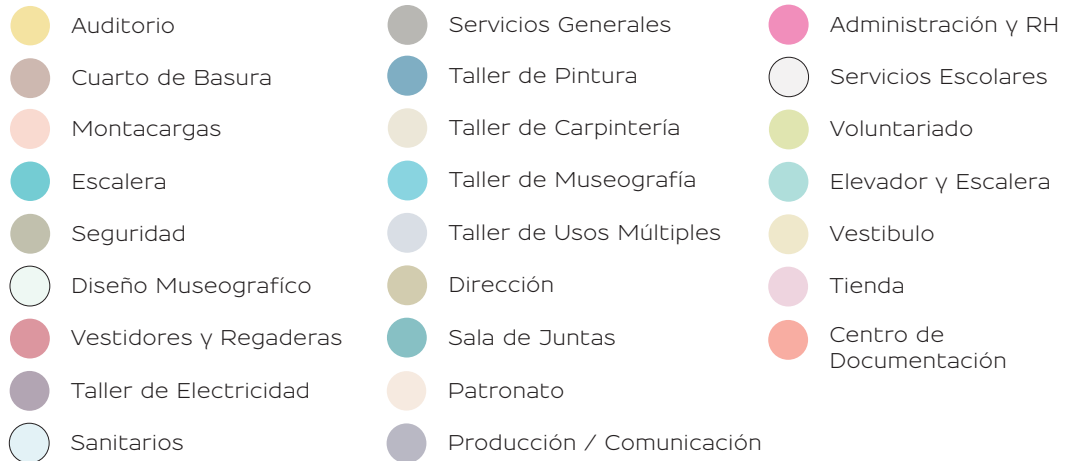 Auditorio
Cuarto de Basura
Montacargas
Escalera
Seguridad
Diseño Museografíco
Vestidores y Regaderas
Taller de Electricidad
Sanitarios
Servicios Generales
Taller de Pintura
Taller de Carpintería
Taller de Museografía
Taller de Usos Múltiples
Dirección
Sala de Juntas
Patronato
Producción / Comunicación
Administración y RH
Servicios Escolares
Voluntariado
Elevador y Escalera
Vestibulo
Tienda
Centro de
Documentación